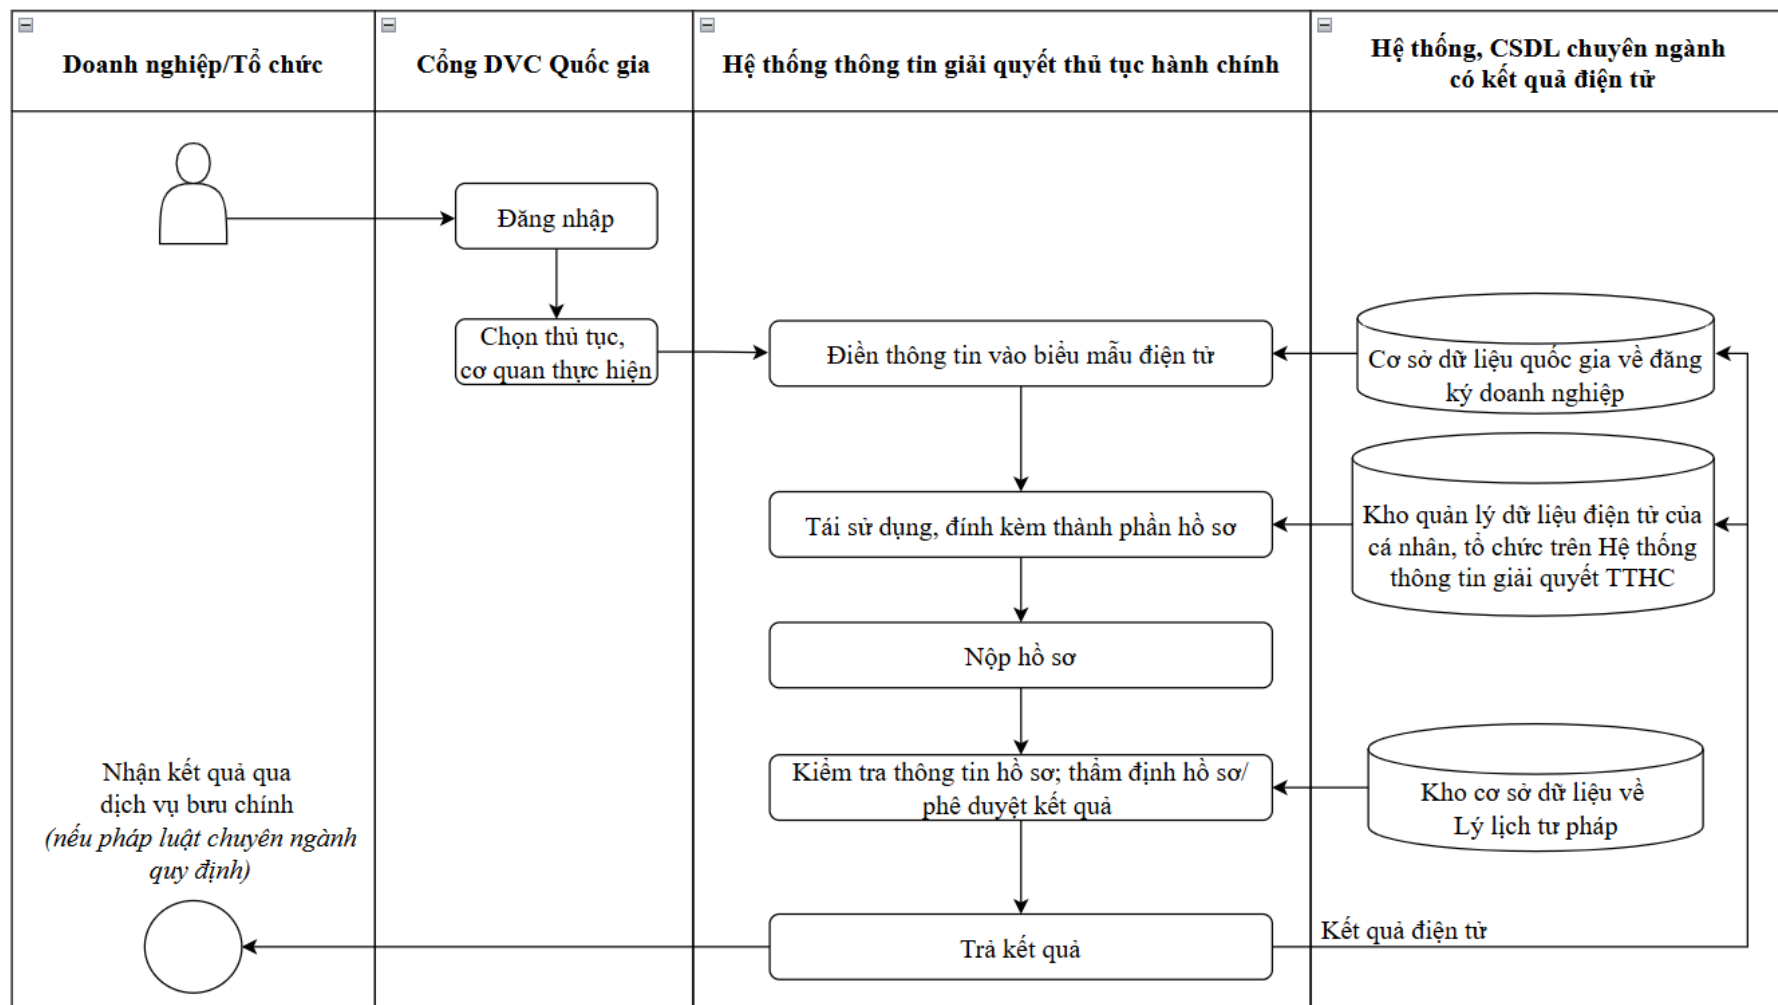 Doanh nghiệp/Tổ chức
Cổng DVC Quốc gia
Hệ thống thông tin giải quyết thủ tục hành chính
Hệ thống, CSDL chuyên ngành
có kết quả điện tử
Đăng nhập
Chọn thủ tục,
cơ quan thực hiện
Điền thông tin vào biểu mẫu điện tử
Cơ sở dữ liệu quốc gia về đăng
ký doanh nghiệp
Tái sử dụng, đính kèm thành phần hồ sơ
Kho quản lý dữ liệu điện tử của
cá nhân, tổ chức trên Hệ thống
thông tin giải quyết TTHC
Nộp hồ sơ
Kiểm tra thông tin hồ sơ; thẩm định hồ sơ/
phê duyệt kết quả
Kho cơ sở dữ liệu về
Lý lịch tư pháp
Nhận kết quả qua
dịch vụ bưu chính
(nếu pháp luật chuyên ngành
quy định)
Trả kết quả
Kết quả điện tử